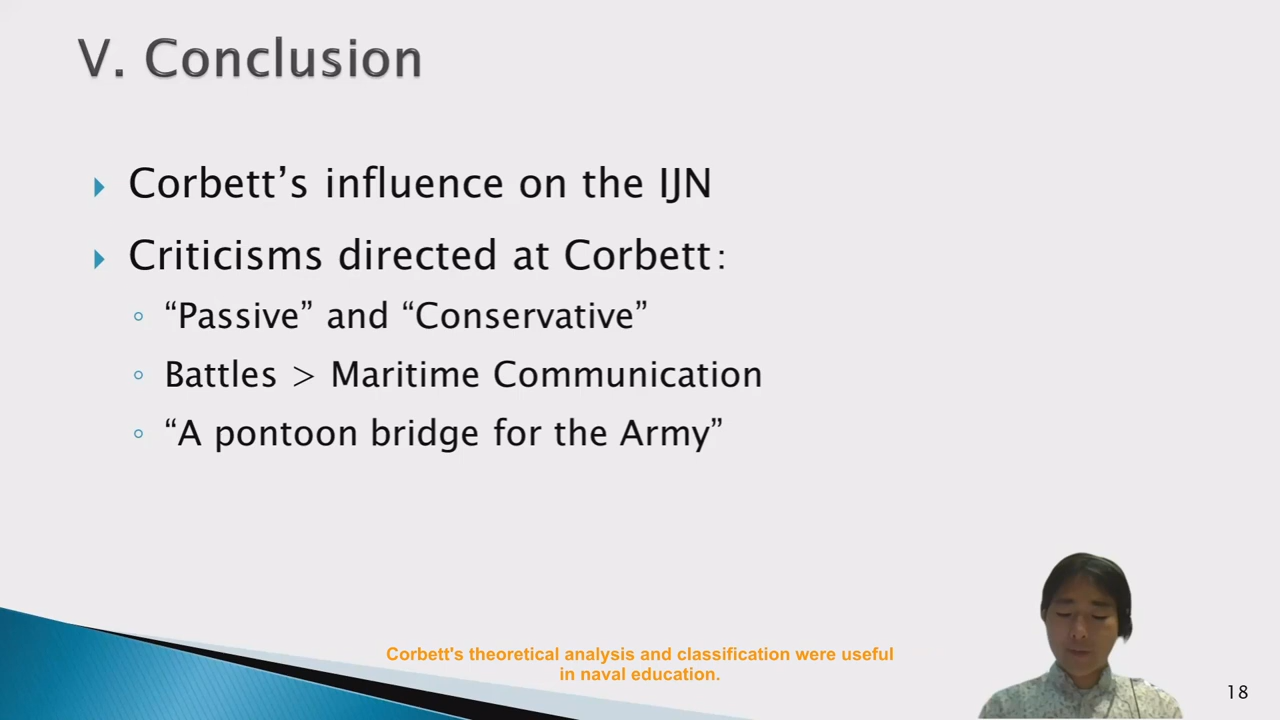 V. Conclusion
Corbett’s influence on the IJN
Criticisms directed at Corbett：
“Passive” and “Conservative”
Battles > Maritime Communication
“A pontoon bridge for the Army”
Corbett's theoretical analysis and classification were useful
in naval education.
18